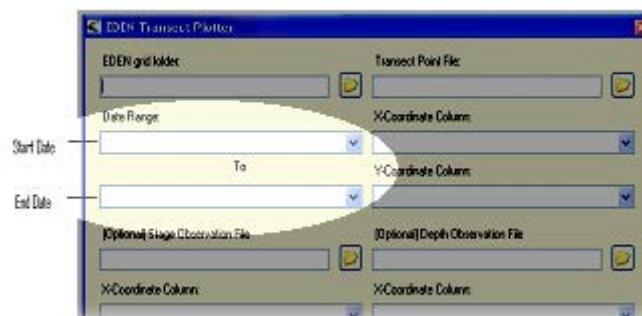 EDEN Transect Plotter
EDEN grid folder:
Transect Point File:
Date Range:
X-Coordinate Column:
Start Date
To
Y-Coordinate Column:
End Date
[Optional] Stage Observation File
[Optional] Depth Observation File
X-Coordinate Column:
X-Coordinate Column: